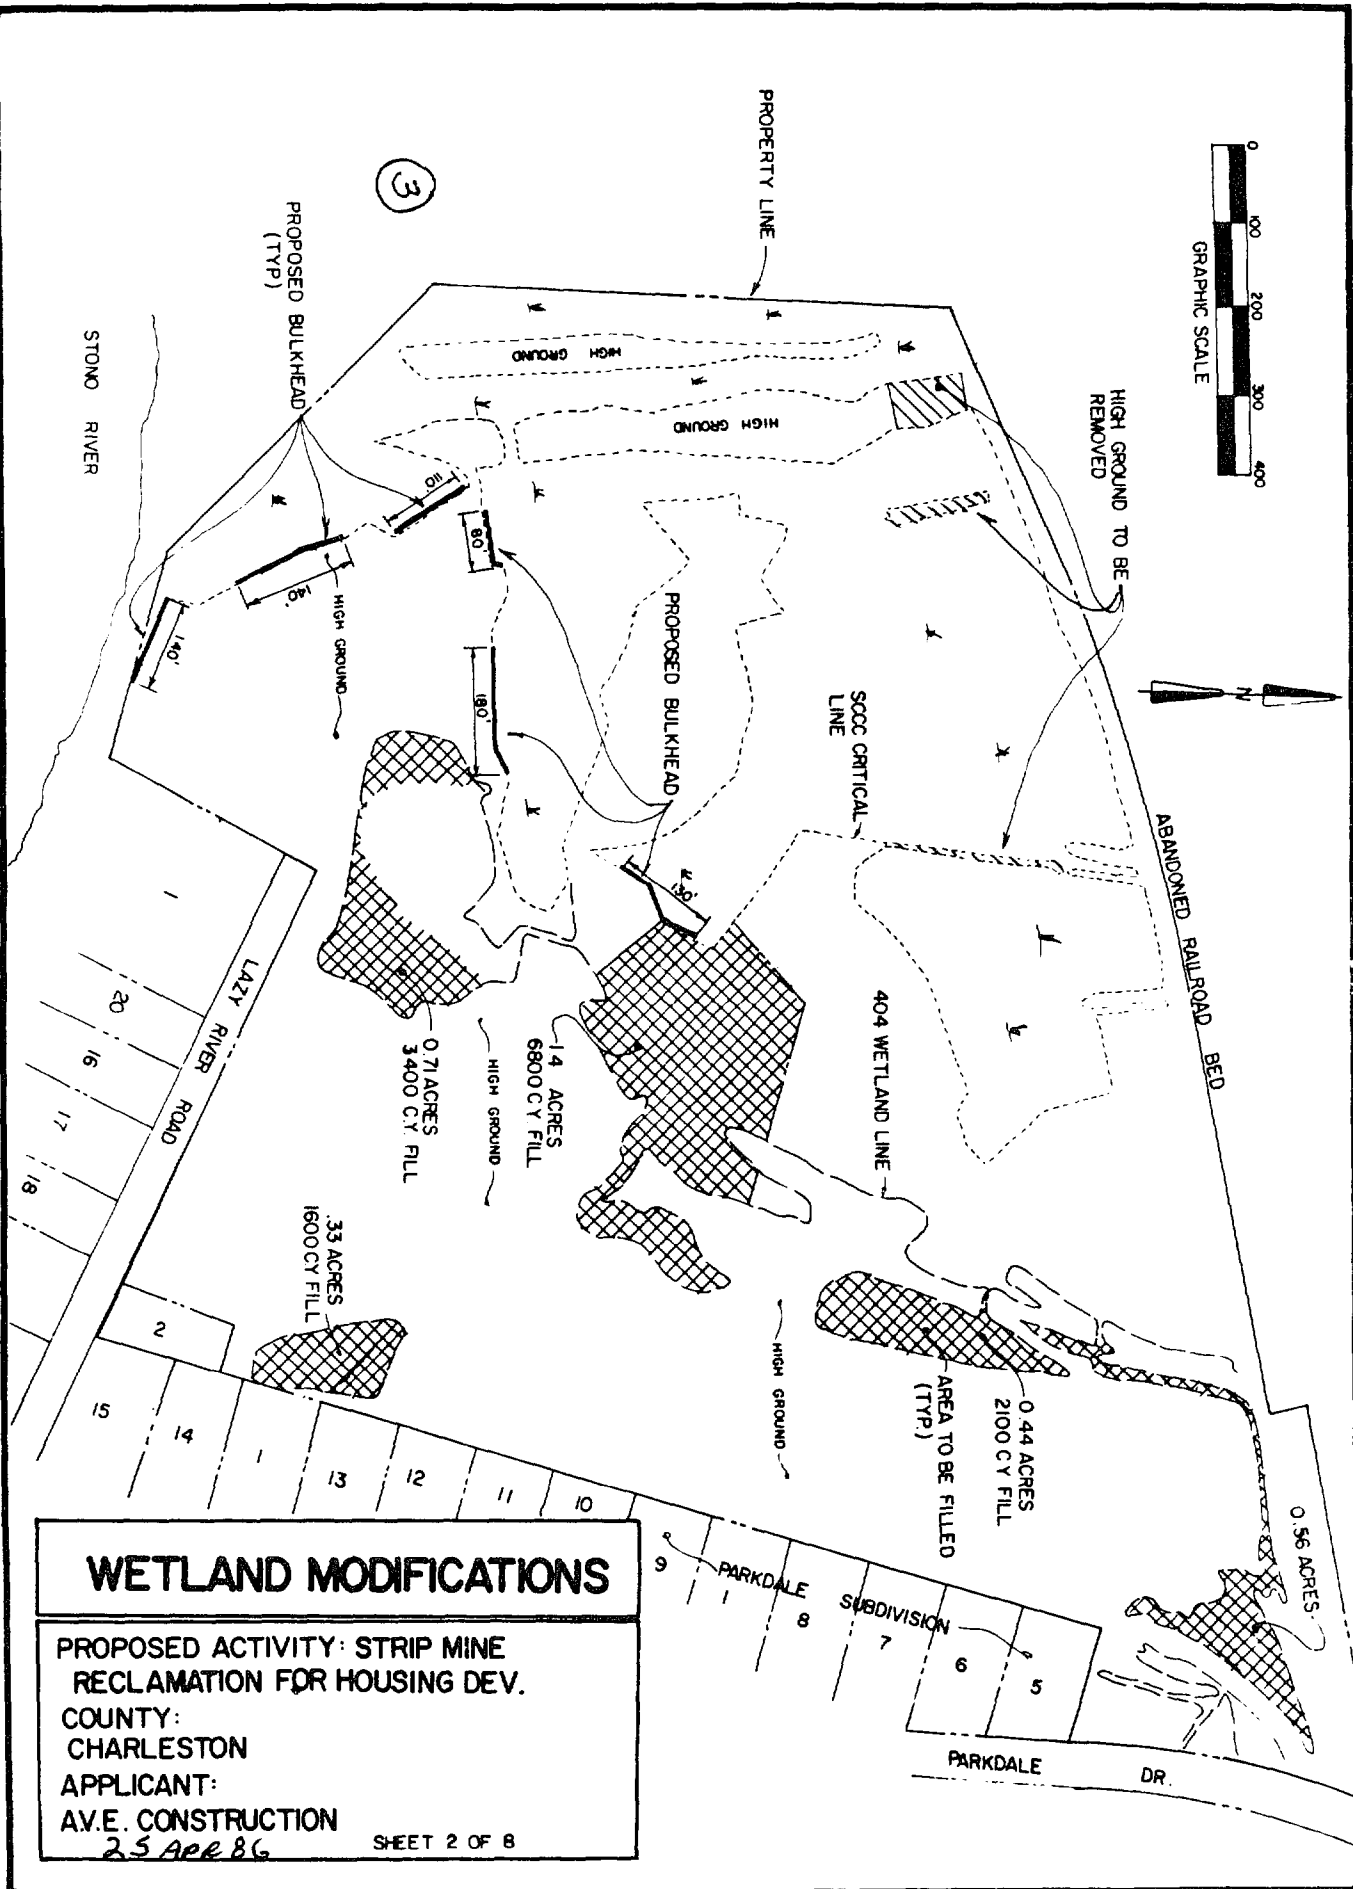 0 100 200 300 400
GRAPHIC SCALE
PROPERTY LINE
3
PROPOSED BULKHEAD
(TYP)
STONO RIVER
HIGH GROUND TO BE
REMOVED
HIGH GROUND
HIGH GROUND
N
110'
80'
140'
140'
180'
130'
HIGH GROUND
PROPOSED BULKHEAD
SCCC CRITICAL
LINE
ABANDONED RAILROAD BED
404 WETLAND LINE
1.4 ACRES
6800 CY FILL
0.71 ACRES
3400 C.Y. FILL
HIGH GROUND
.33 ACRES
1600 CY FILL
HIGH GROUND
AREA TO BE FILLED
(TYP.)
0.44 ACRES
2100 CY FILL
0.56 ACRES
LAZY RIVER ROAD
1
20
16
17
18
2
15
14
1
13
12
11
10
9
1
8
7
6
5
PARKDALE SUBDIVISION
PARKDALE DR.
WETLAND MODIFICATIONS
PROPOSED ACTIVITY: STRIP MINE
RECLAMATION FOR HOUSING DEV.
COUNTY:
CHARLESTON
APPLICANT:
A.V.E. CONSTRUCTION
25 APR 86
SHEET 2 OF 8